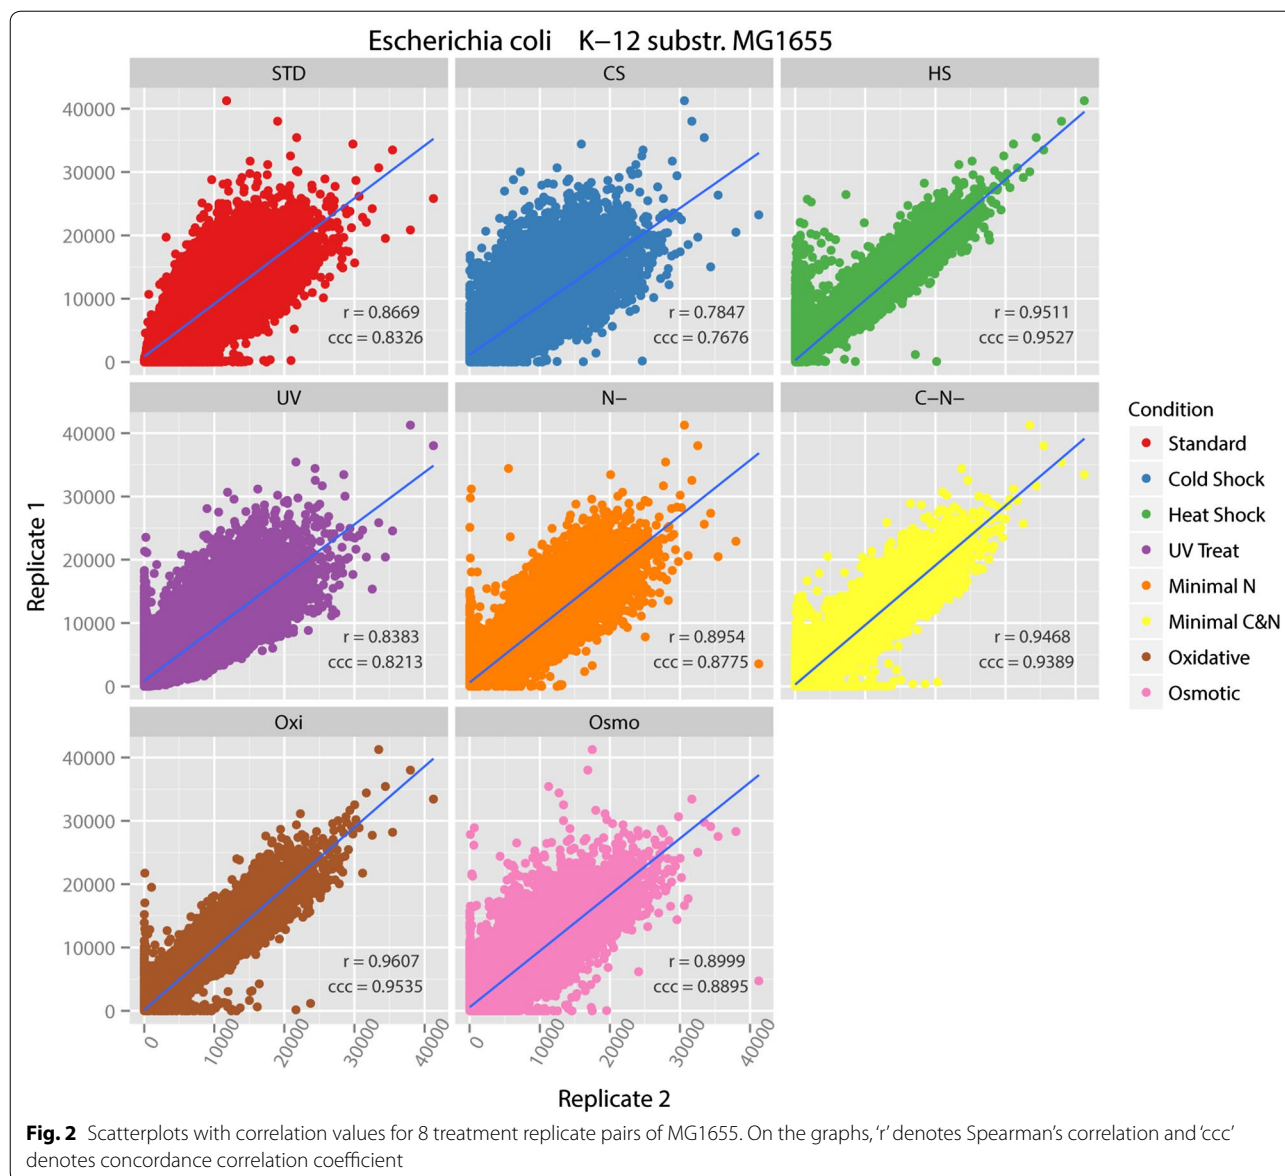 Escherichia coli K−12 substr. MG1655
STD CS HS
40000
30000
20000
10000
0
r = 0.8669
ccc = 0.8326
r = 0.7847
ccc = 0.7676
r = 0.9511
ccc = 0.9527
UV N− C−N−
40000
30000
20000
10000
0
r = 0.8383
ccc = 0.8213
r = 0.8954
ccc = 0.8775
r = 0.9468
ccc = 0.9389
Oxi Osmo
40000
30000
20000
10000
0
r = 0.9607
ccc = 0.9535
r = 0.8999
ccc = 0.8895
0 10000 20000 30000 40000 0 10000 20000 30000 40000
Replicate 1
Replicate 2
Condition
Standard
Cold Shock
Heat Shock
UV Treat
Minimal N
Minimal C&N
Oxidative
Osmotic
Fig. 2 Scatterplots with correlation values for 8 treatment replicate pairs of MG1655. On the graphs, ‘r’ denotes Spearman’s correlation and ‘ccc’
denotes concordance correlation coefficient